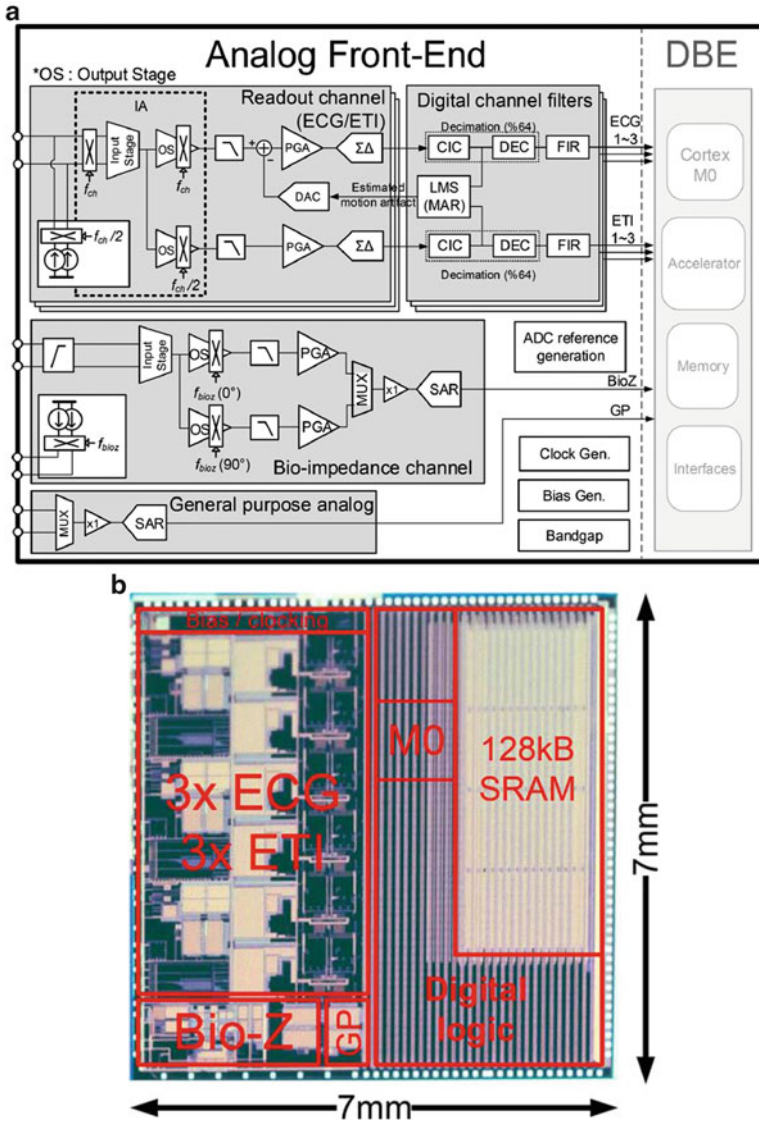 a
Analog Front-End
DBE
*OS : Output Stage
IA
Readout channel
(ECG/ETI)
Digital channel filters
Input
Stage
OS
f_ch
f_ch
+
-
PGA
ΣΔ
DAC
Estimated
motion artifact
Decimation (%64)
CIC
DEC
FIR
LMS
(MAR)
ECG
1~3
f_ch/2
OS
f_ch/2
PGA
ΣΔ
CIC
DEC
FIR
Decimation (%64)
ETI
1~3
Cortex
M0
Accelerator
Memory
Interfaces
Input
Stage
OS
f_bioz (0°)
PGA
OS
f_bioz (90°)
PGA
MUX
x1
SAR
f_bioz
Bio-impedance channel
ADC reference
generation
BioZ
GP
Clock Gen.
Bias Gen.
Bandgap
General purpose analog
MUX
x1
SAR
b
Bias / clocking
3x ECG
3x ETI
M0
128kB
SRAM
Digital
logic
Bio-Z
GP
7mm
7mm